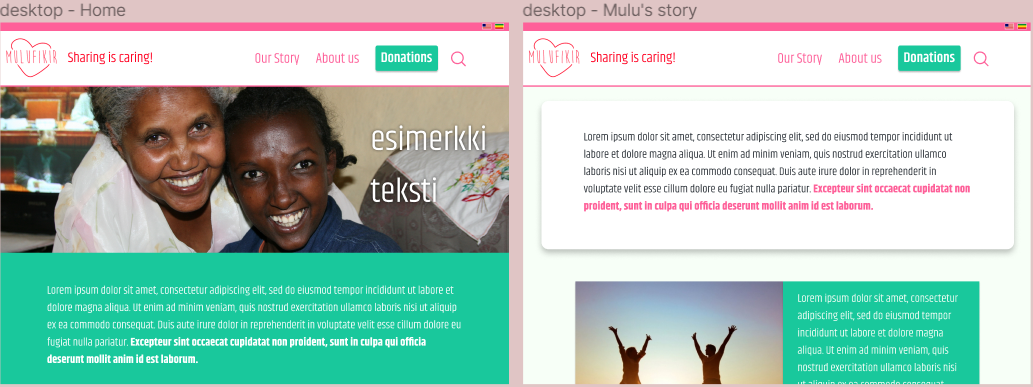 desktop - Home
MULUFIKIR
Sharing is caring!
Our Story
About us
Donations
esimerkki
teksti
Lorem ipsum dolor sit amet, consectetur adipiscing elit, sed do eiusmod tempor incididunt ut
labore et dolore magna aliqua. Ut enim ad minim veniam, quis nostrud exercitation ullamco laboris nisi ut aliquip
ex ea commodo consequat. Duis aute irure dolor in reprehenderit in voluptate velit esse cillum dolore eu
fugiat nulla pariatur. Excepteur sint occaecat cupidatat non proident, sunt in culpa qui officia
deserunt mollit anim id est laborum.
desktop - Mulu's story
MULUFIKIR
Sharing is caring!
Our Story
About us
Donations
Lorem ipsum dolor sit amet, consectetur adipiscing elit, sed do eiusmod tempor incididunt ut
labore et dolore magna aliqua. Ut enim ad minim veniam, quis nostrud exercitation ullamco
laboris nisi ut aliquip ex ea commodo consequat. Duis aute irure dolor in reprehenderit in
voluptate velit esse cillum dolore eu fugiat nulla pariatur. Excepteur sint occaecat cupidatat non
proident, sunt in culpa qui officia deserunt mollit anim id est laborum.
Lorem ipsum dolor sit amet, consectetur
adipiscing elit, sed do eiusmod tempor
incididunt ut labore et dolore magna
aliqua. Ut enim ad minim veniam, quis
nostrud exercitation ullamco laboris nisi
ut aliquip ex ea commodo consequat.